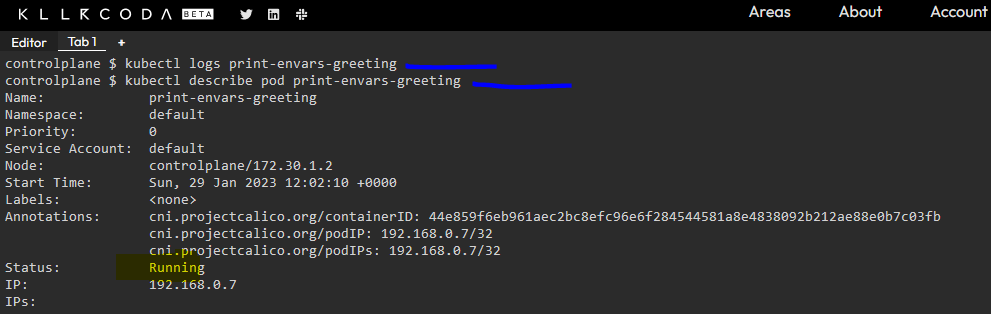 KILLERCODA BETA
Areas About Account
Editor Tab 1 +
controlplane $ kubectl logs print-envars-greeting
controlplane $ kubectl describe pod print-envars-greeting
Name: print-envars-greeting
Namespace: default
Priority: 0
Service Account: default
Node: controlplane/172.30.1.2
Start Time: Sun, 29 Jan 2023 12:02:10 +0000
Labels: <none>
Annotations: cni.projectcalico.org/containerID: 44e859f6eb961aec2bc8efc96e6f284544581a8e4838092b212ae88e0b7c03fb
cni.projectcalico.org/podIP: 192.168.0.7/32
cni.projectcalico.org/podIPs: 192.168.0.7/32
Status: Running
IP: 192.168.0.7
IPs: